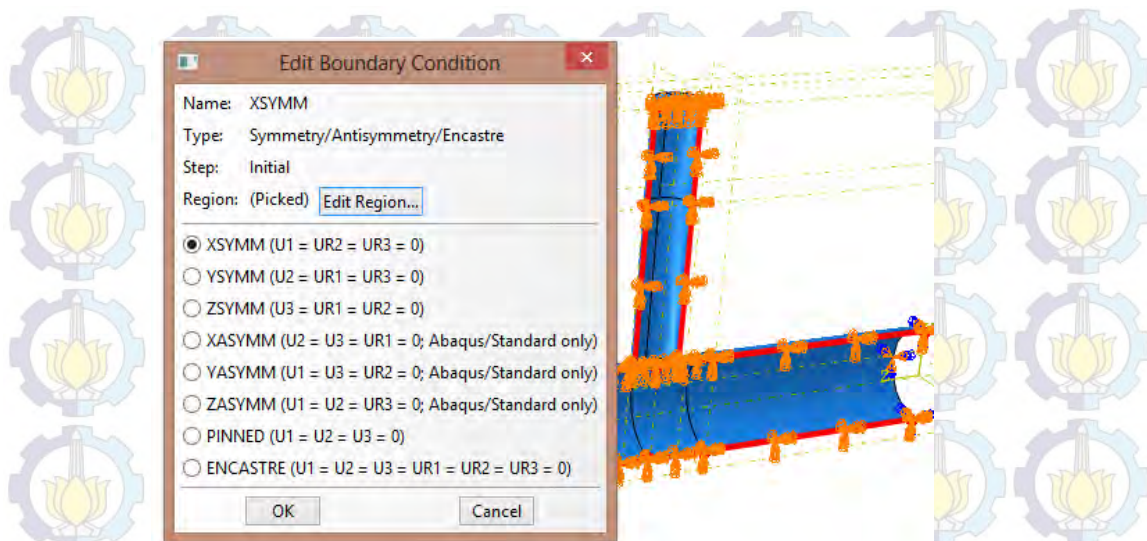 Edit Boundary Condition
Name: XSYMM
Type: Symmetry/Antisymmetry/Encastre
Step: Initial
Region: (Picked) Edit Region...
XSYMM (U1 = UR2 = UR3 = 0)
YSYMM (U2 = UR1 = UR3 = 0)
ZSYMM (U3 = UR1 = UR2 = 0)
XASYMM (U2 = U3 = UR1 = 0; Abaqus/Standard only)
YASYMM (U1 = U3 = UR2 = 0; Abaqus/Standard only)
ZASYMM (U1 = U2 = UR3 = 0; Abaqus/Standard only)
PINNED (U1 = U2 = U3 = 0)
ENCASTRE (U1 = U2 = U3 = UR1 = UR2 = UR3 = 0)
OK Cancel